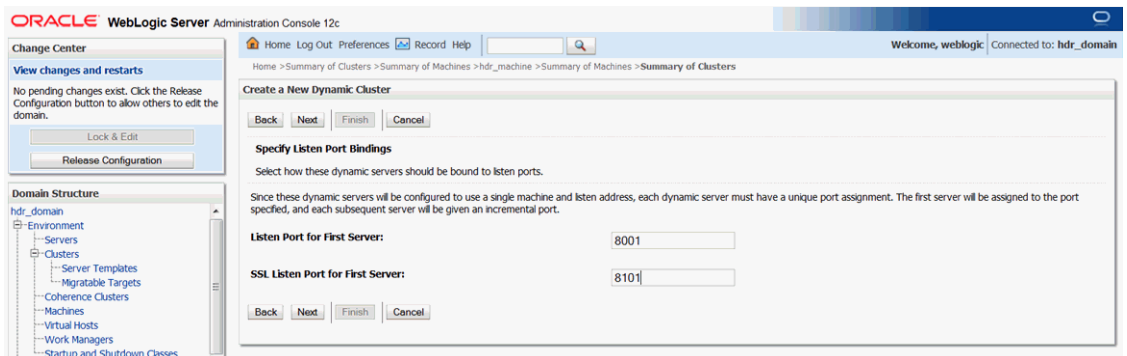 ORACLE WebLogic Server Administration Console 12c
Change Center
View changes and restarts
No pending changes exist. Click the Release
Configuration button to allow others to edit the
domain.
Lock & Edit
Release Configuration
Domain Structure
hdr_domain
Environment
Servers
Clusters
Server Templates
Migratable Targets
Coherence Clusters
Machines
Virtual Hosts
Work Managers
Startup and Shutdown Classes
Home Log Out Preferences Record Help
Welcome, weblogic Connected to: hdr_domain
Home >Summary of Clusters >Summary of Machines >hdr_machine >Summary of Machines >Summary of Clusters
Create a New Dynamic Cluster
Back Next Finish Cancel
Specify Listen Port Bindings
Select how these dynamic servers should be bound to listen ports.
Since these dynamic servers will be configured to use a single machine and listen address, each dynamic server must have a unique port assignment. The first server will be assigned to the port
specified, and each subsequent server will be given an incremental port.
Listen Port for First Server: 8001
SSL Listen Port for First Server: 8101
Back Next Finish Cancel